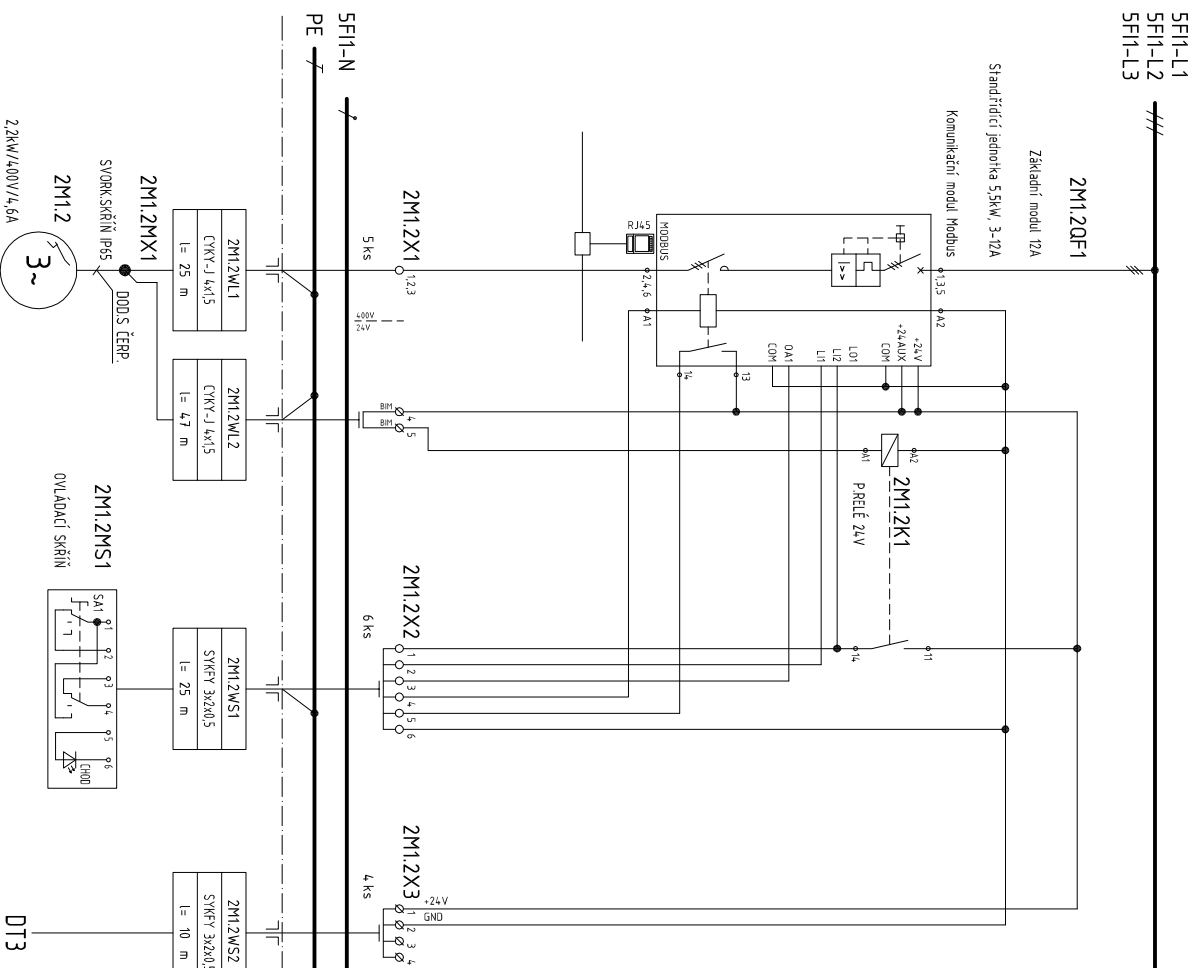 5FI1-L1
5FI1-L2
5FI1-L3
2M1.2QF1
Základní modul 12A
Stand.řídící jednotka 5,5kW, 3-12A
Komunikační modul Modbus
1,3,5
A2
+24V
+24AUX
COM
LO1
LI2
LI1
OA1
COM
13
14
MODBUS
RJ45
2,4,6
A1
2M1.2K1
P.RELÉ 24V
A2
A1
11
14
2M1.2X1
5 ks
1,2,3
400V
24V
BIM
4
BIM
5
2M1.2X2
6 ks
1
2
3
4
5
6
2M1.2X3
4 ks
+24V
GND
1
2
3
4
5FI1-N
PE
2M1.2WL1
CYKY-J 4x1,5
l= 25 m
2M1.2WL2
CYKY-J 4x1,5
l= 47 m
2M1.2WS1
SYKFY 3x2x0,5
l= 25 m
2M1.2WS2
SYKFY 3x2x0,5
l= 10 m
2M1.2MX1
SVORK.SKŘÍŇ IP65
DOD.S ČERP.
2M1.2
3~
2,2kW/400V/4,6A
2M1.2MS1
OVLÁDACÍ SKŘÍŇ
SA1
1
2
3
4
5
6
CHOD
DT3